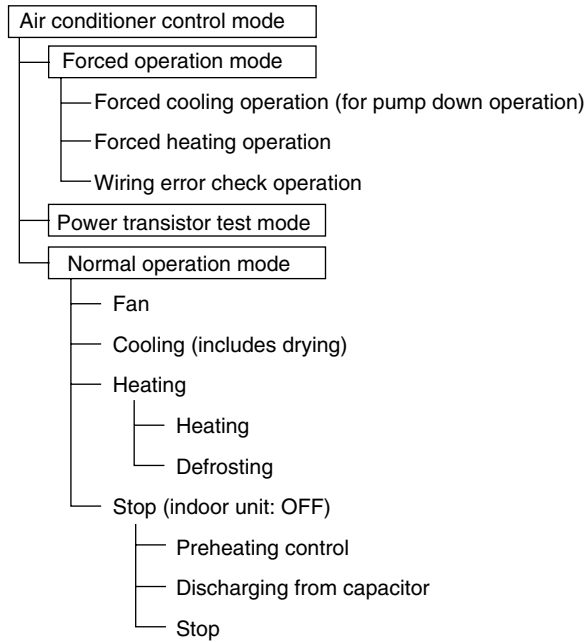 Air conditioner control mode
Forced operation mode
Forced cooling operation (for pump down operation)
Forced heating operation
Wiring error check operation
Power transistor test mode
Normal operation mode
Fan
Cooling (includes drying)
Heating
Heating
Defrosting
Stop (indoor unit: OFF)
Preheating control
Discharging from capacitor
Stop